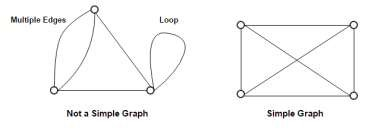 Multiple Edges
Loop
Not a Simple Graph
Simple Graph